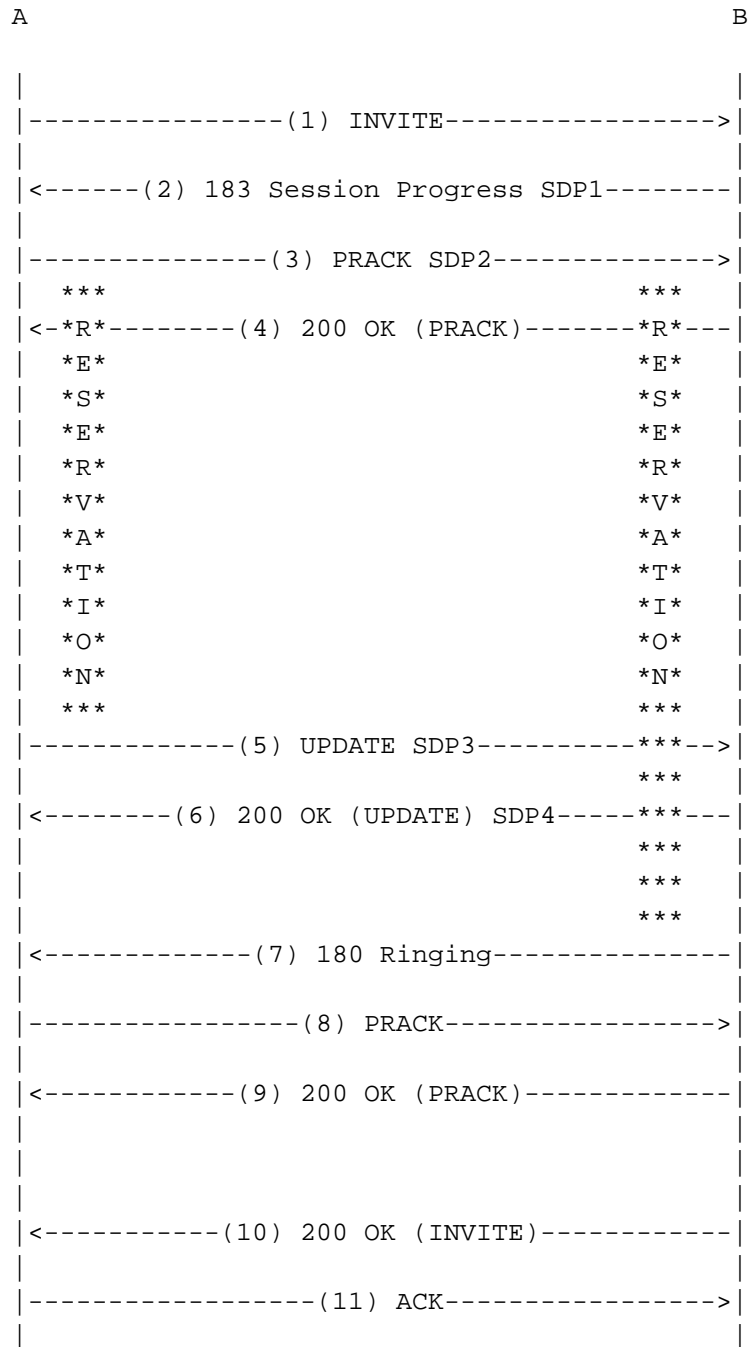 A B
|----------------(1) INVITE----------------->|
|<------(2) 183 Session Progress SDP1--------|
|---------------(3) PRACK SDP2-------------->|
| *** *** |
|<-*R*--------(4) 200 OK (PRACK)-------*R*---|
| *E* *E* |
| *S* *S* |
| *E* *E* |
| *R* *R* |
| *V* *V* |
| *A* *A* |
| *T* *T* |
| *I* *I* |
| *O* *O* |
| *N* *N* |
| *** *** |
|-------------(5) UPDATE SDP3----------***-->|
| *** |
|<--------(6) 200 OK (UPDATE) SDP4-----***---|
| *** |
| *** |
| *** |
|<-------------(7) 180 Ringing---------------|
|-----------------(8) PRACK----------------->|
|<------------(9) 200 OK (PRACK)-------------|
|<-----------(10) 200 OK (INVITE)------------|
|------------------(11) ACK----------------->|